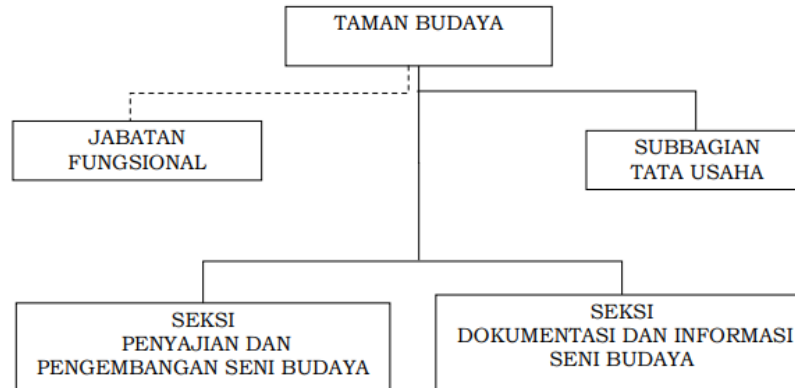 TAMAN BUDAYA
JABATAN
FUNGSIONAL
SUBBAGIAN
TATA USAHA
SEKSI
PENYAJIAN DAN
PENGEMBANGAN SENI BUDAYA
SEKSI
DOKUMENTASI DAN INFORMASI
SENI BUDAYA